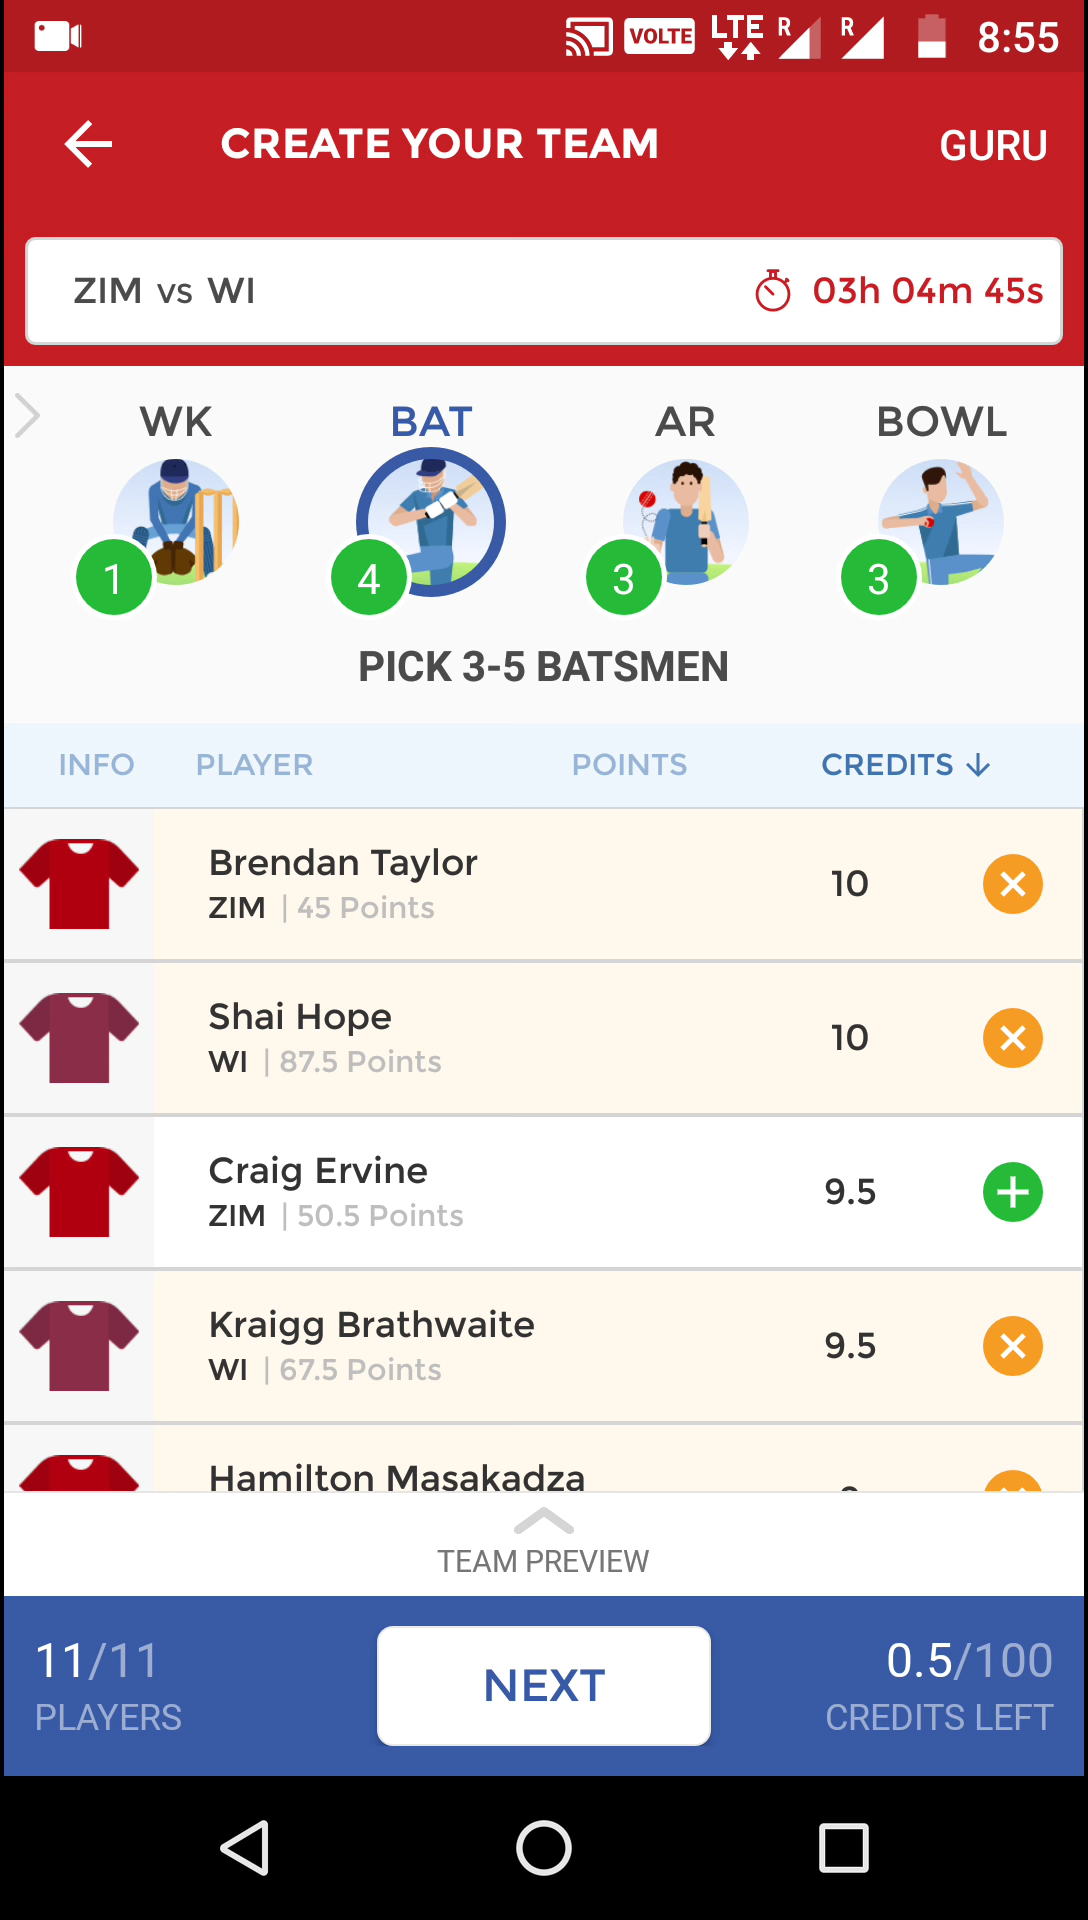 VOLTE LTE R R 8:55
CREATE YOUR TEAM GURU
ZIM vs WI 03h 04m 45s
WK BAT AR BOWL
1 4 3 3
PICK 3-5 BATSMEN
INFO PLAYER POINTS CREDITS
Brendan Taylor
ZIM | 45 Points 10
Shai Hope
WI | 87.5 Points 10
Craig Ervine
ZIM | 50.5 Points 9.5
Kraigg Brathwaite
WI | 67.5 Points 9.5
Hamilton Masakadza
TEAM PREVIEW
11/11 NEXT 0.5/100
PLAYERS CREDITS LEFT